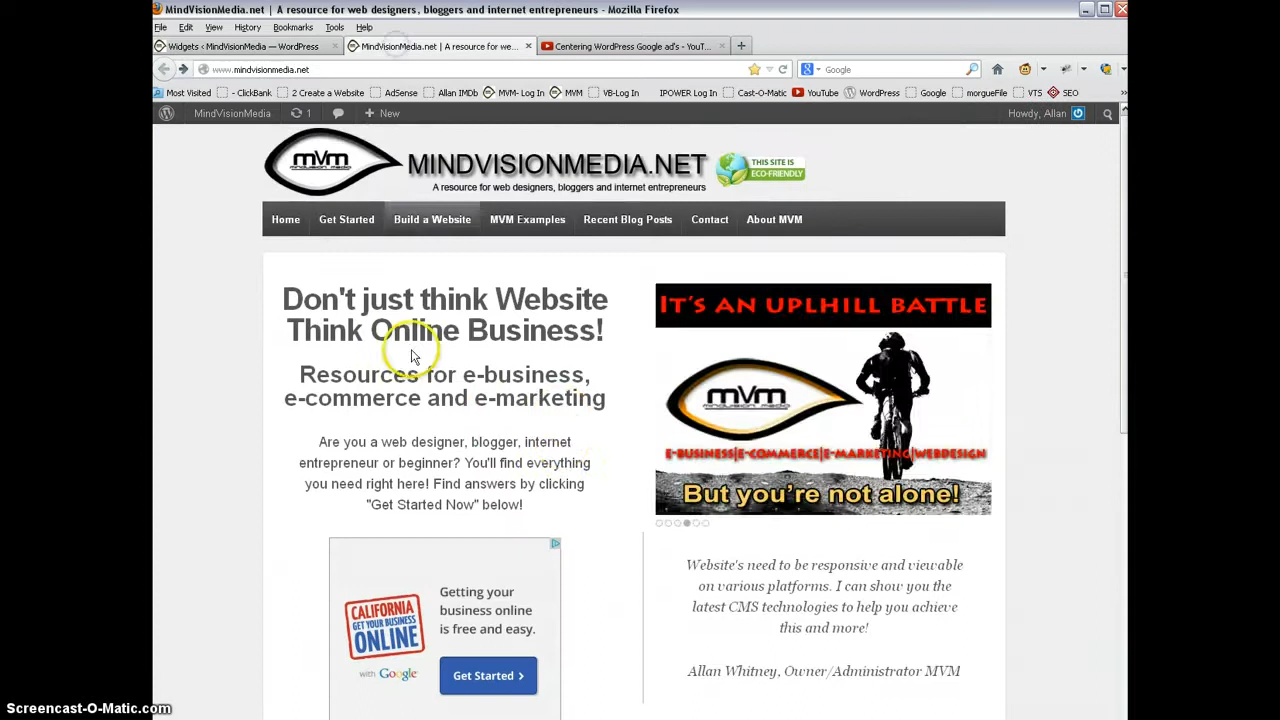 MindVisionMedia.net | A resource for web designers, bloggers and internet entrepreneurs - Mozilla Firefox
File Edit View History Bookmarks Tools Help
Widgets < MindVisionMedia — WordPress × MindVisionMedia.net | A resource for we... × Centering WordPress Google ad's - YouT... × +
www.mindvisionmedia.net Google
Most Visited - ClickBank 2 Create a Website AdSense Allan IMDb MVM- Log In MVM VB-Log In IPOWER Log In Cast-O-Matic YouTube WordPress Google morgueFile VTS SEO »
MindVisionMedia 1 + New Howdy, Allan
mvm
mindvision media
MINDVISIONMEDIA.NET
A resource for web designers, bloggers and internet entrepreneurs
THIS SITE IS
ECO-FRIENDLY
Home Get Started Build a Website MVM Examples Recent Blog Posts Contact About MVM
Don't just think Website
Think Online Business!
Resources for e-business,
e-commerce and e-marketing
Are you a web designer, blogger, internet
entrepreneur or beginner? You'll find everything
you need right here! Find answers by clicking
"Get Started Now" below!
CALIFORNIA
GET YOUR BUSINESS
ONLINE
with Google
Getting your
business online
is free and easy.
Get Started >
IT'S AN UPLHILL BATTLE
mvm
mindvision media
E-BUSINESS|E-COMMERCE|E-MARKETING|WEBDESIGN
But you're not alone!
Website's need to be responsive and viewable
on various platforms. I can show you the
latest CMS technologies to help you achieve
this and more!
Allan Whitney, Owner/Administrator MVM
Screencast-O-Matic.com